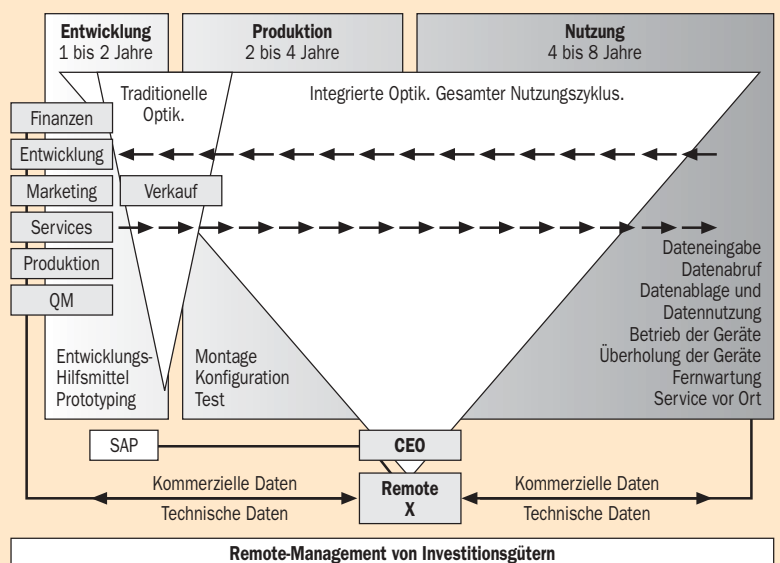 Entwicklung
1 bis 2 Jahre
Produktion
2 bis 4 Jahre
Nutzung
4 bis 8 Jahre
Traditionelle
Optik.
Integrierte Optik. Gesamter Nutzungszyklus.
Finanzen
Entwicklung
Marketing
Verkauf
Services
Produktion
QM
Dateneingabe
Datenabruf
Datenablage und
Datennutzung
Betrieb der Geräte
Überholung der Geräte
Fernwartung
Service vor Ort
Entwicklungs-
Hilfsmittel
Prototyping
Montage
Konfiguration
Test
SAP
CEO
Remote
X
Kommerzielle Daten
Technische Daten
Kommerzielle Daten
Technische Daten
Remote-Management von Investitionsgütern